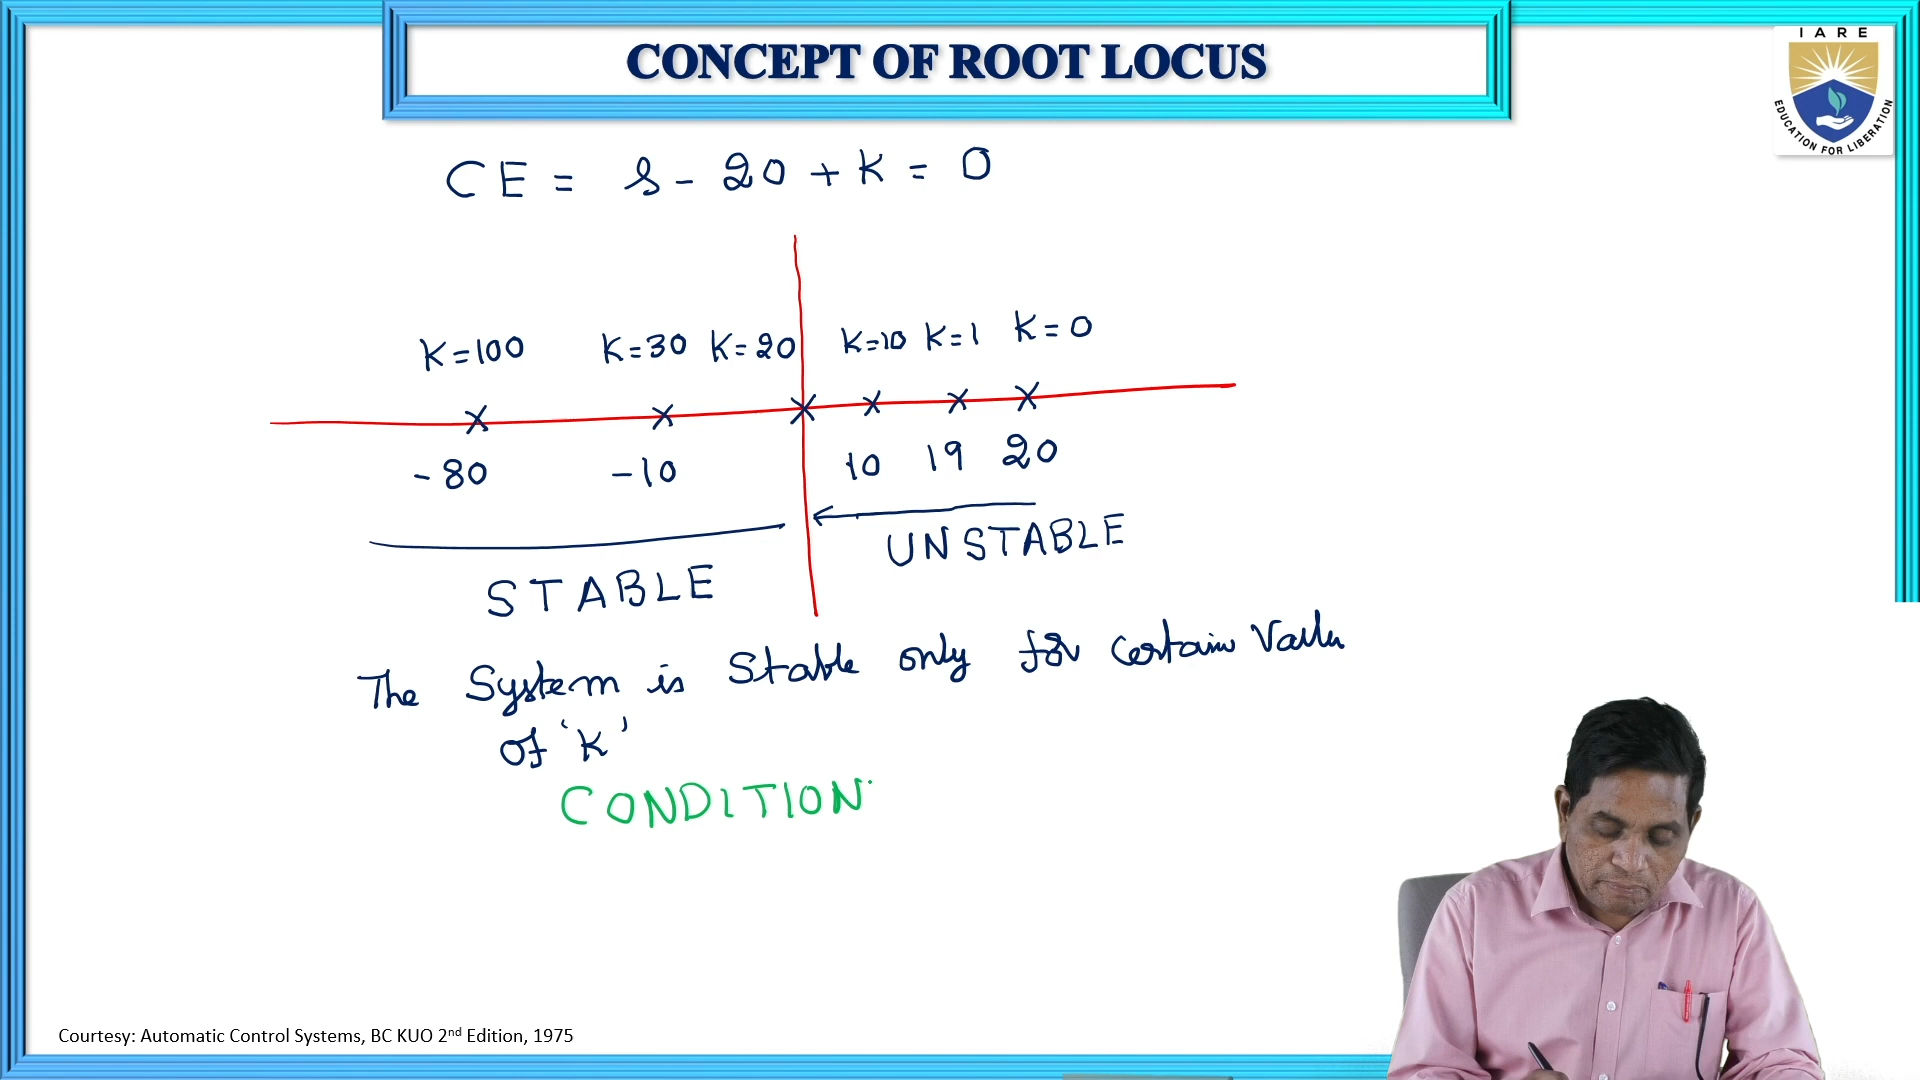 CONCEPT OF ROOT LOCUS
IARE
EDUCATION FOR LIBERATION
CE = s - 20 + K = 0
K=100 K=30 K=20 K=10 K=1 K=0
-80 -10 10 19 20
UNSTABLE
STABLE
The System is Stable only for certain
of 'K'
CONDITION
Courtesy: Automatic Control Systems, BC KUO 2nd Edition, 1975